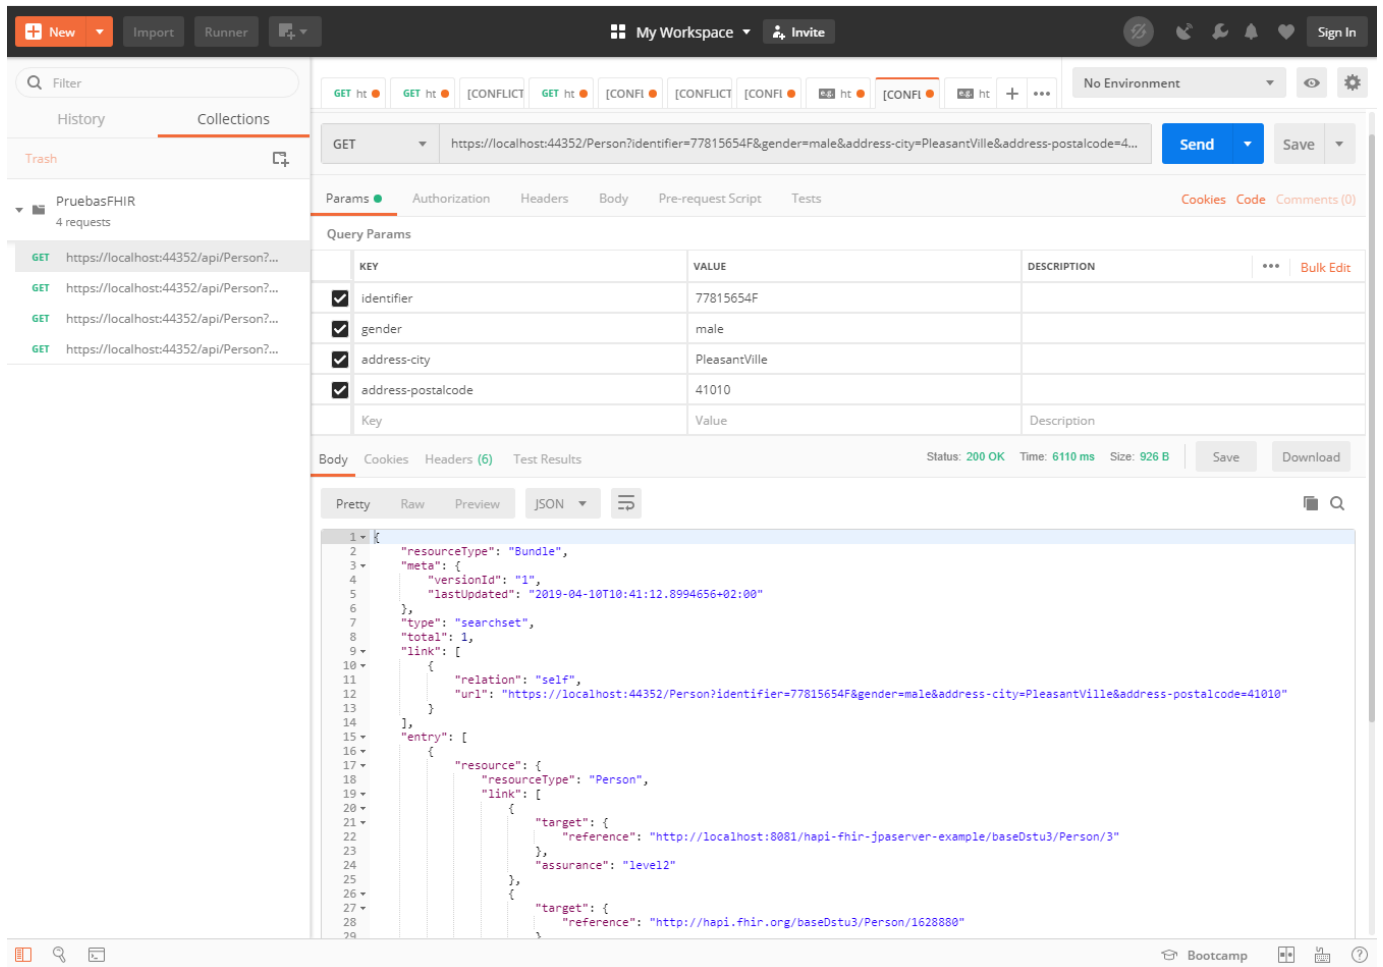 New Import Runner My Workspace Invite Sign In
Filter
History Collections
Trash
PruebasFHIR
4 requests
GET https://localhost:44352/api/Person?...
GET https://localhost:44352/api/Person?...
GET https://localhost:44352/api/Person?...
GET https://localhost:44352/api/Person?...
GET ht GET ht [CONFLICT GET ht [CONFL [CONFLICT [CONFL e.g. ht [CONFL e.g. ht + ••• No Environment
GET https://localhost:44352/Person?identifier=77815654F&gender=male&address-city=PleasantVille&address-postalcode=4... Send Save
Params Authorization Headers Body Pre-request Script Tests Cookies Code Comments (0)
Query Params
KEY VALUE DESCRIPTION ••• Bulk Edit
identifier 77815654F
gender male
address-city PleasantVille
address-postalcode 41010
Key Value Description
Body Cookies Headers (6) Test Results Status: 200 OK Time: 6110 ms Size: 926 B Save Download
Pretty Raw Preview JSON
1 {
2 "resourceType": "Bundle",
3 "meta": {
4 "versionId": "1",
5 "lastUpdated": "2019-04-10T10:41:12.8994656+02:00"
6 },
7 "type": "searchset",
8 "total": 1,
9 "link": [
10 {
11 "relation": "self",
12 "url": "https://localhost:44352/Person?identifier=77815654F&gender=male&address-city=PleasantVille&address-postalcode=41010"
13 }
14 ],
15 "entry": [
16 {
17 "resource": {
18 "resourceType": "Person",
19 "link": [
20 {
21 "target": {
22 "reference": "http://localhost:8081/hapi-fhir-jpaserver-example/baseDstu3/Person/3"
23 },
24 "assurance": "level2"
25 },
26 {
27 "target": {
28 "reference": "http://hapi.fhir.org/baseDstu3/Person/1628880"
29 }
Bootcamp